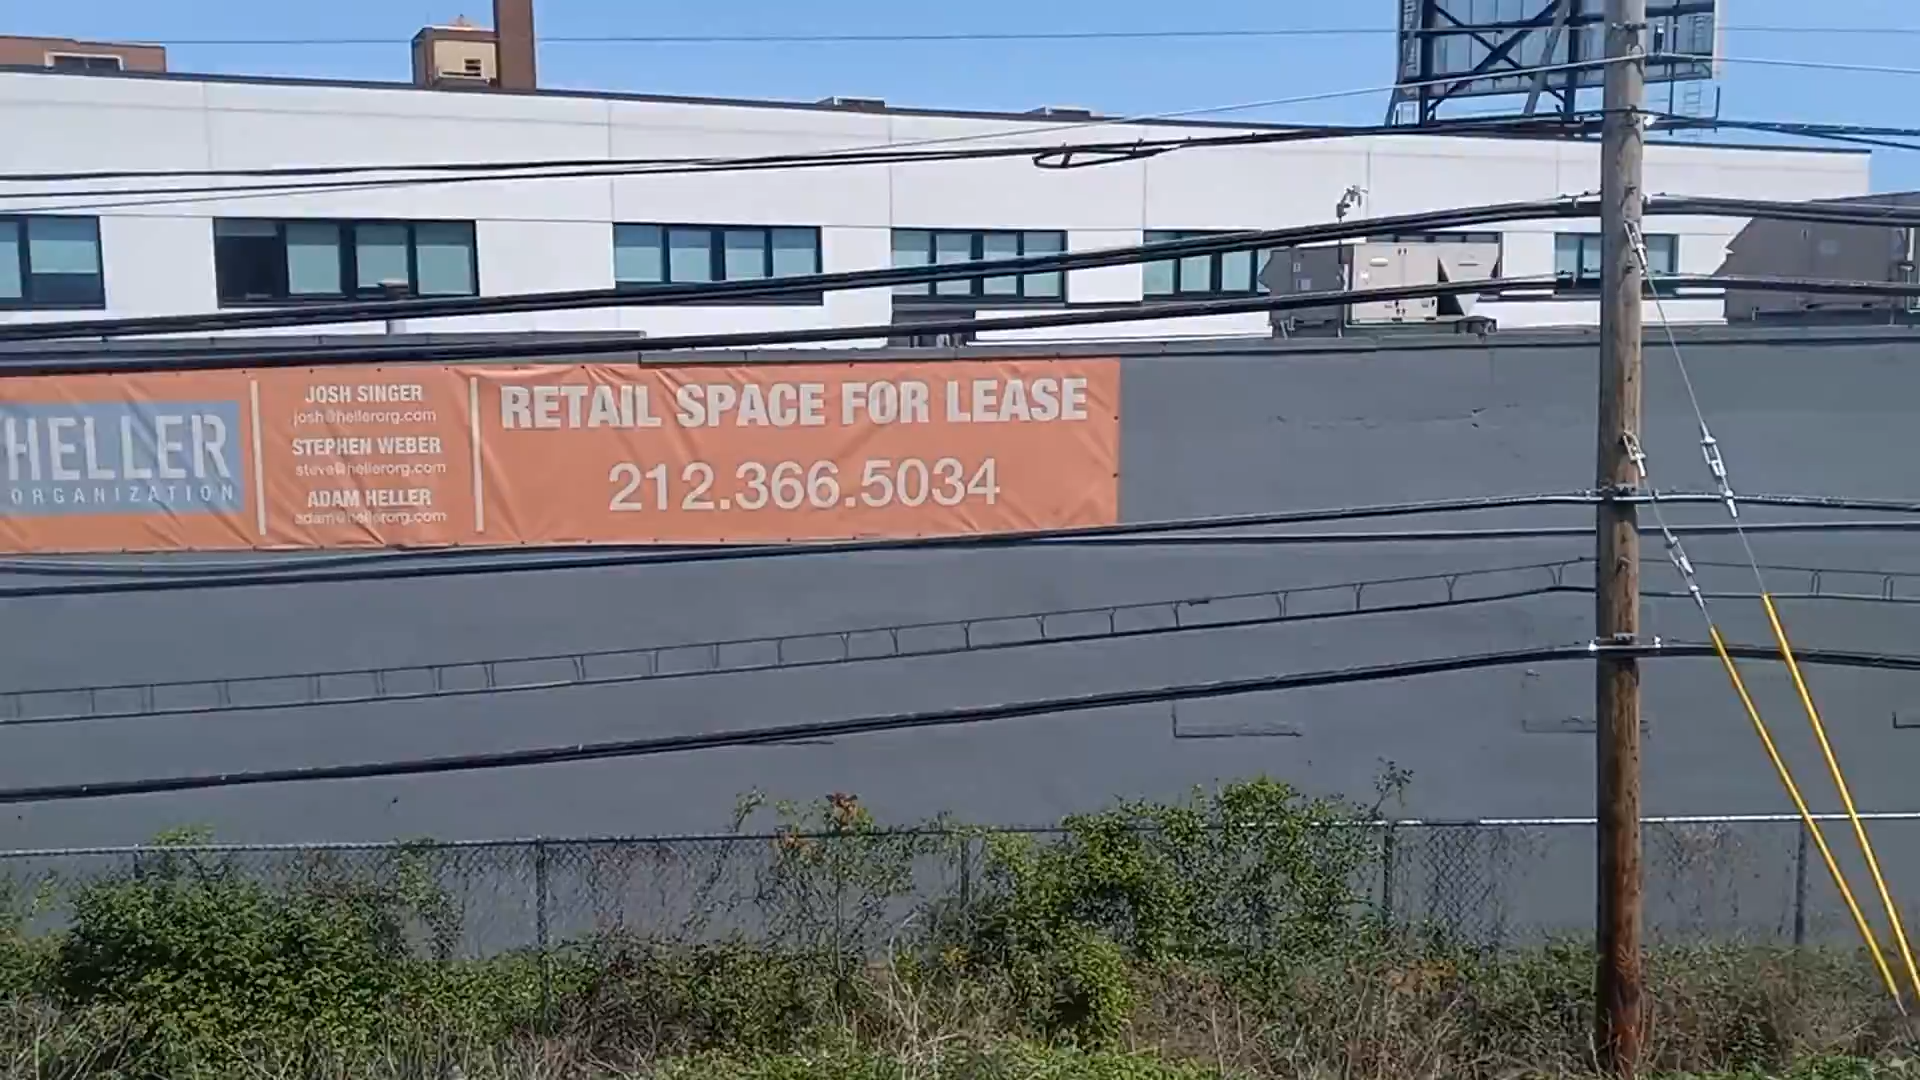 HELLER
ORGANIZATION
JOSH SINGER
josh@hellerorg.com
STEPHEN WEBER
steve@hellerorg.com
ADAM HELLER
adam@hellerorg.com
RETAIL SPACE FOR LEASE
212.366.5034